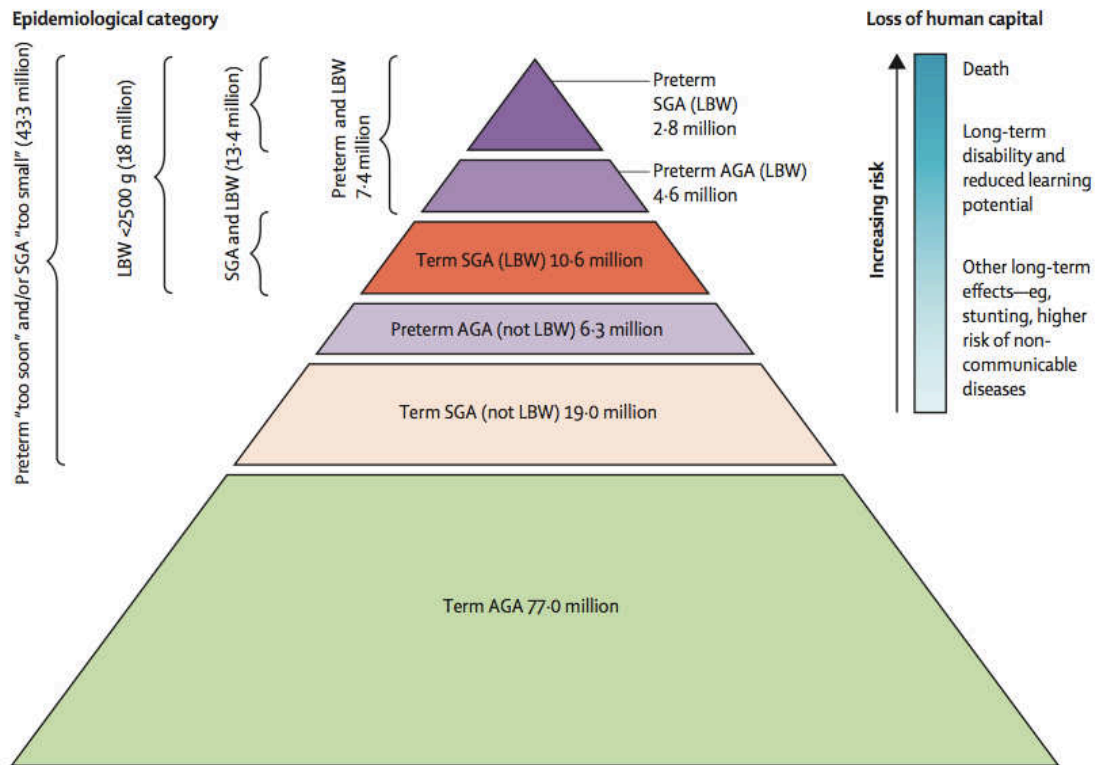 Epidemiological category
Loss of human capital
Preterm “too soon” and/or SGA “too small” (43·3 million)
LBW <2500 g (18 million)
SGA and LBW (13·4 million)
Preterm and LBW
7·4 million
Preterm
SGA (LBW)
2·8 million
Preterm AGA (LBW)
4·6 million
Term SGA (LBW) 10·6 million
Preterm AGA (not LBW) 6·3 million
Term SGA (not LBW) 19·0 million
Term AGA 77·0 million
Increasing risk
Death
Long-term
disability and
reduced learning
potential
Other long-term
effects—eg,
stunting, higher
risk of non-
communicable
diseases